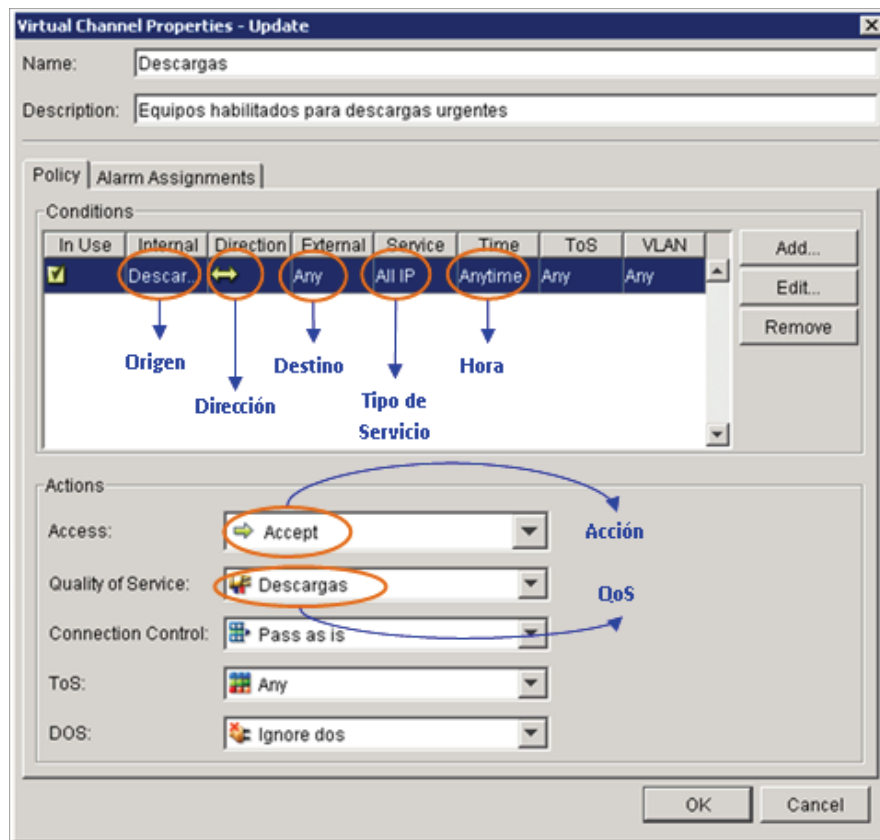 Virtual Channel Properties - Update
Name: Descargas
Description: Equipos habilitados para descargas urgentes
Policy Alarm Assignments
Conditions
In Use Internal Direction External Service Time ToS VLAN
Descar... Any All IP Anytime Any Any
Add...
Edit...
Remove
Origen Destino Hora
Dirección Tipo de
Servicio
Actions
Access: Accept Acción
Quality of Service: Descargas QoS
Connection Control: Pass as is
ToS: Any
DOS: Ignore dos
OK Cancel